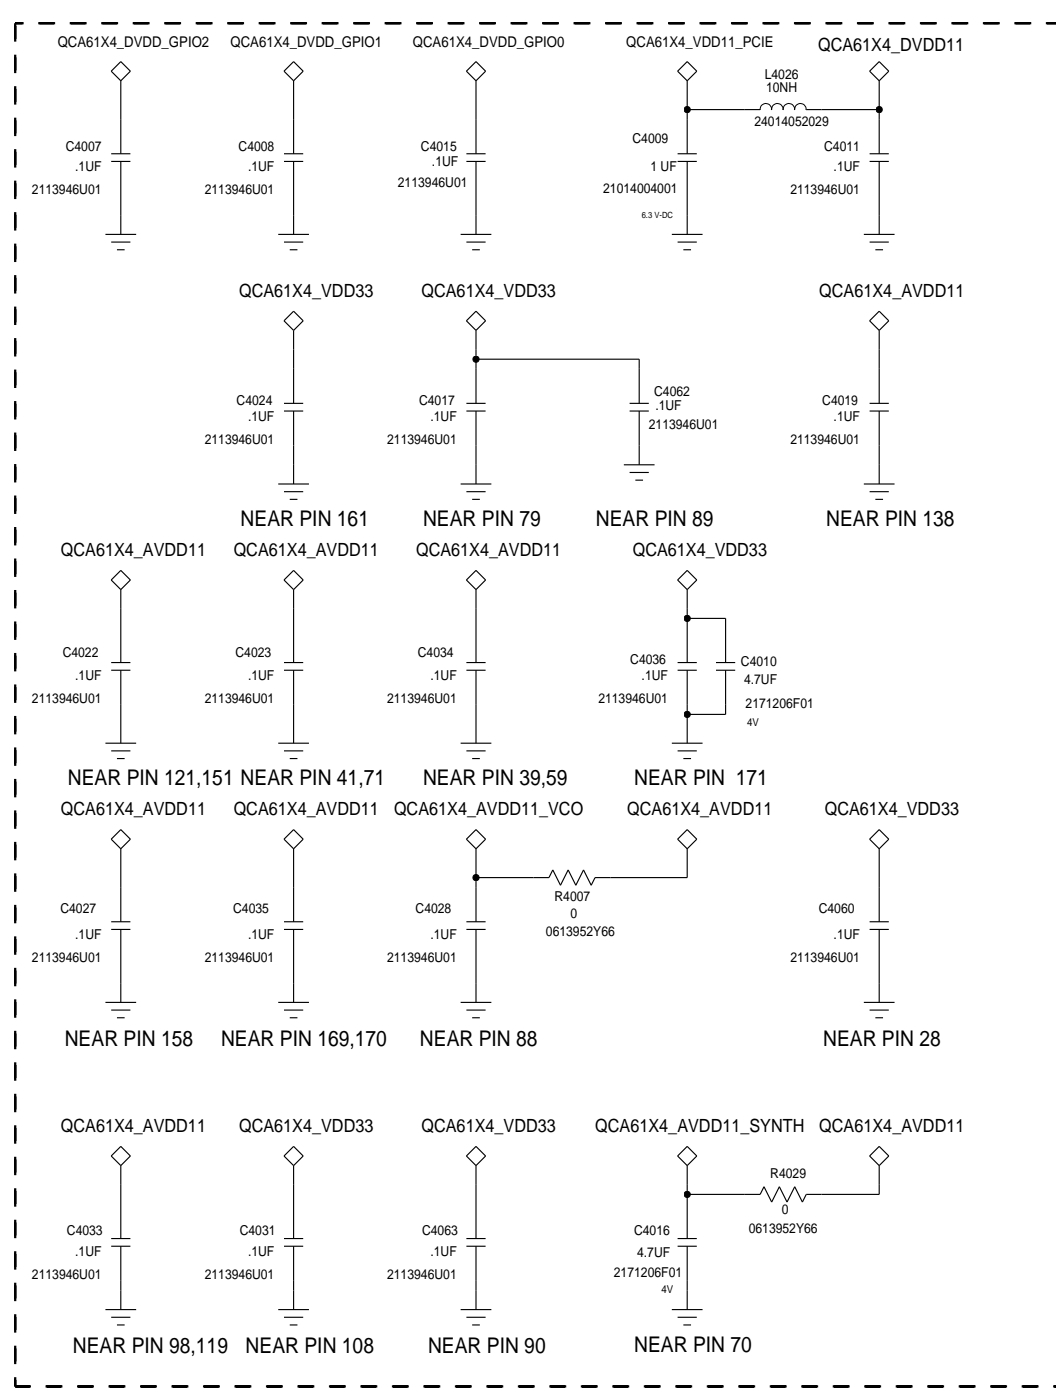 QCA61X4_DVDD_GPIO2
QCA61X4_DVDD_GPIO1
QCA61X4_DVDD_GPIO0
QCA61X4_VDD11_PCIE
QCA61X4_DVDD11
L4026
10NH
24014052029
C4007
.1UF
2113946U01
C4008
.1UF
2113946U01
C4015
.1UF
2113946U01
C4009
1 UF
21014004001
6.3 V-DC
C4011
.1UF
2113946U01
QCA61X4_VDD33
QCA61X4_VDD33
QCA61X4_AVDD11
C4024
.1UF
2113946U01
C4017
.1UF
2113946U01
C4062
.1UF
2113946U01
C4019
.1UF
2113946U01
NEAR PIN 161
NEAR PIN 79
NEAR PIN 89
NEAR PIN 138
QCA61X4_AVDD11
QCA61X4_AVDD11
QCA61X4_AVDD11
QCA61X4_VDD33
C4022
.1UF
2113946U01
C4023
.1UF
2113946U01
C4034
.1UF
2113946U01
C4036
.1UF
2113946U01
C4010
4.7UF
2171206F01
4V
NEAR PIN 121,151
NEAR PIN 41,71
NEAR PIN 39,59
NEAR PIN 171
QCA61X4_AVDD11
QCA61X4_AVDD11
QCA61X4_AVDD11_VCO
QCA61X4_AVDD11
QCA61X4_VDD33
C4027
.1UF
2113946U01
C4035
.1UF
2113946U01
C4028
.1UF
2113946U01
R4007
0
0613952Y66
C4060
.1UF
2113946U01
NEAR PIN 158
NEAR PIN 169,170
NEAR PIN 88
NEAR PIN 28
QCA61X4_AVDD11
QCA61X4_VDD33
QCA61X4_VDD33
QCA61X4_AVDD11_SYNTH
QCA61X4_AVDD11
R4029
0
0613952Y66
C4033
.1UF
2113946U01
C4031
.1UF
2113946U01
C4063
.1UF
2113946U01
C4016
4.7UF
2171206F01
4V
NEAR PIN 98,119
NEAR PIN 108
NEAR PIN 90
NEAR PIN 70